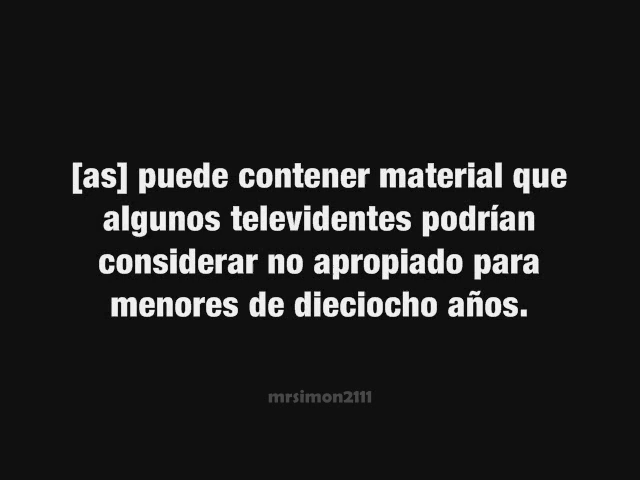 [as] puede contener material que
algunos televidentes podrían
considerar no apropiado para
menores de dieciocho años.
mrsimon2111